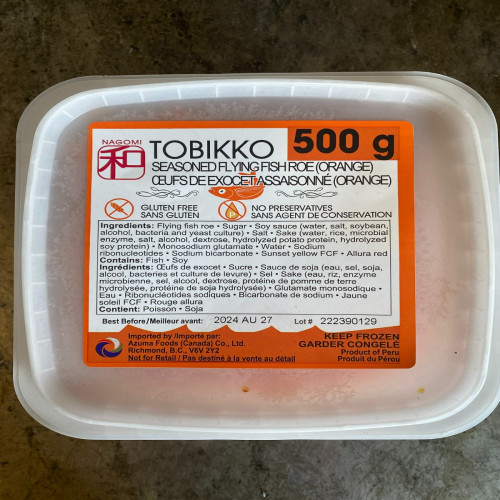 NAGOMI
和
TOBIKKO
500 g
SEASONED FLYING FISH ROE (ORANGE)
ŒUFS DE EXOCET ASSAISONNÉ (ORANGE)
GLUTEN FREE
SANS GLUTEN
NO PRESERVATIVES
SANS AGENT DE CONSERVATION
Ingredients: Flying fish roe • Sugar • Soy sauce (water, salt, soybean,
alcohol, bacteria and yeast culture) • Salt • Sake (water, rice, microbial
enzyme, salt, alcohol, dextrose, hydrolyzed potato protein, hydrolyzed
soy protein) • Monosodium glutamate • Water • Sodium
ribonucleotides • Sodium bicarbonate • Sunset yellow FCF • Allura red
Contains: Fish • Soy
Ingrédients: Œufs de exocet • Sucre • Sauce de soja (eau, sel, soja,
alcool, bacteries et culture de levure) • Sel • Sake (eau, riz, enzyme
microbienne, sel, alcool, dextrose, protéine de pomme de terre
hydrolysée, protéine de soja hydrolysée) • Glutamate monosodique •
Eau • Ribonucléotides sodiques • Bicarbonate de sodium • Jaune
soleil FCF • Rouge allura
Contient: Poisson • Soja
Best Before/Meilleur avant: 2024 AU 27
Lot # 222390129
Imported by /Importé par:
Azuma Foods (Canada) Co., Ltd.
Richmond, B.C., V6V 2Y2
Not for Retail / Pas destiné à la vente au détail
KEEP FROZEN
GARDER CONGELÉ
Product of Peru
Produit du Pérou